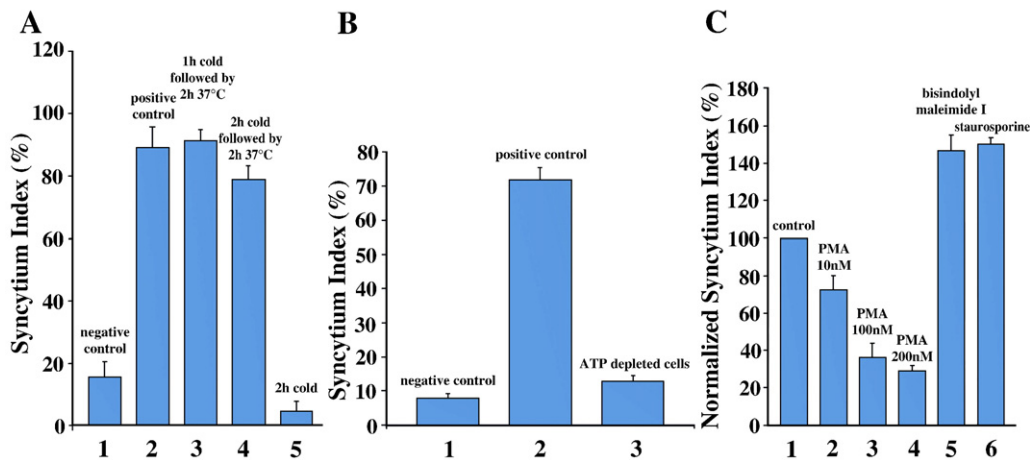 A
Syncytium Index (%)
120
100
80
60
40
20
0
negative
control
positive
control
1h cold
followed by
2h 37°C
2h cold
followed by
2h 37°C
2h cold
1 2 3 4 5
B
Syncytium Index (%)
80
70
60
50
40
30
20
10
0
negative control
positive control
ATP depleted cells
1 2 3
C
Normalized Syncytium Index (%)
200
180
160
140
120
100
80
60
40
20
0
control
PMA
10nM
PMA
100nM
PMA
200nM
bisindolyl
maleimide I
staurosporine
1 2 3 4 5 6